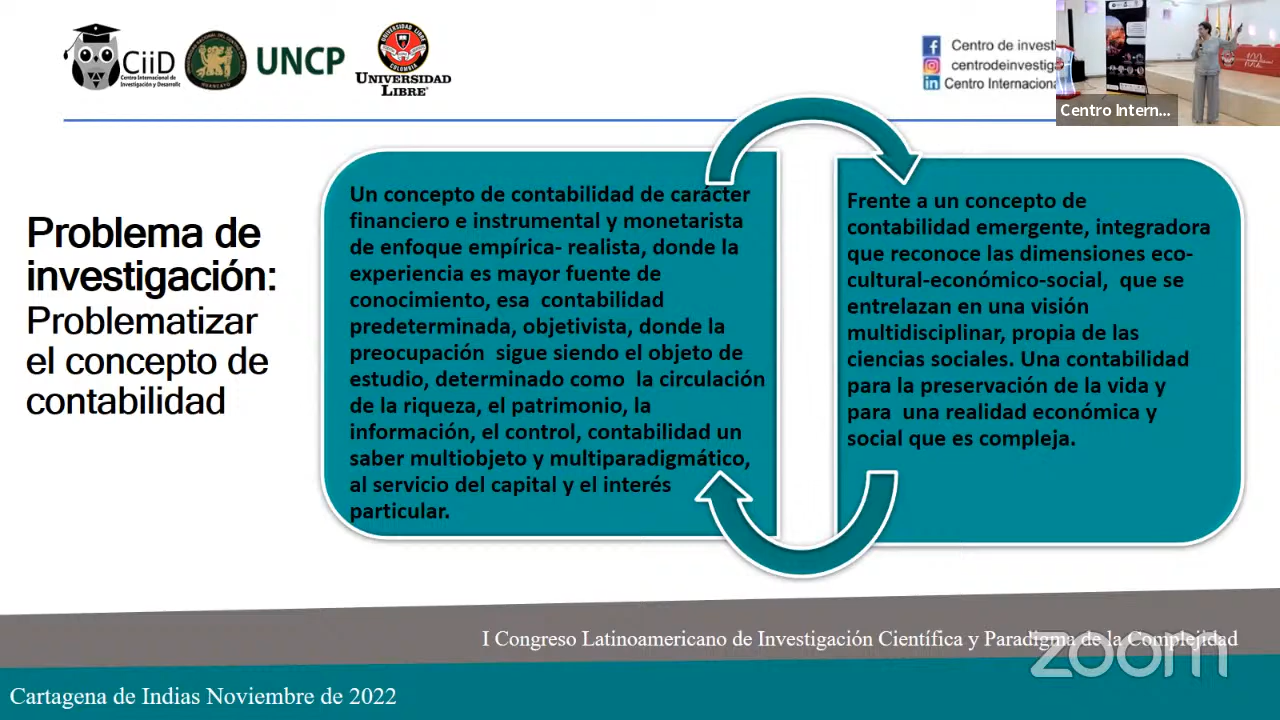 CiiD
Centro Internacional de
Investigación y Desarrollo
UNCP
UNIVERSIDAD
LIBRE
Centro de investi
centrodeinvestig
Centro Internaciona
Centro Intern...
Problema de
investigación:
Problematizar
el concepto de
contabilidad
Un concepto de contabilidad de carácter
financiero e instrumental y monetarista
de enfoque empírica- realista, donde la
experiencia es mayor fuente de
conocimiento, esa contabilidad
predeterminada, objetivista, donde la
preocupación sigue siendo el objeto de
estudio, determinado como la circulación
de la riqueza, el patrimonio, la
información, el control, contabilidad un
saber multiobjeto y multiparadigmático,
al servicio del capital y el interés
particular.
Frente a un concepto de
contabilidad emergente, integradora
que reconoce las dimensiones eco-
cultural-económico-social, que se
entrelazan en una visión
multidisciplinar, propia de las
ciencias sociales. Una contabilidad
para la preservación de la vida y
para una realidad económica y
social que es compleja.
I Congreso Latinoamericano de Investigación Científica y Paradigma de la Complejidad
zoom
Cartagena de Indias Noviembre de 2022